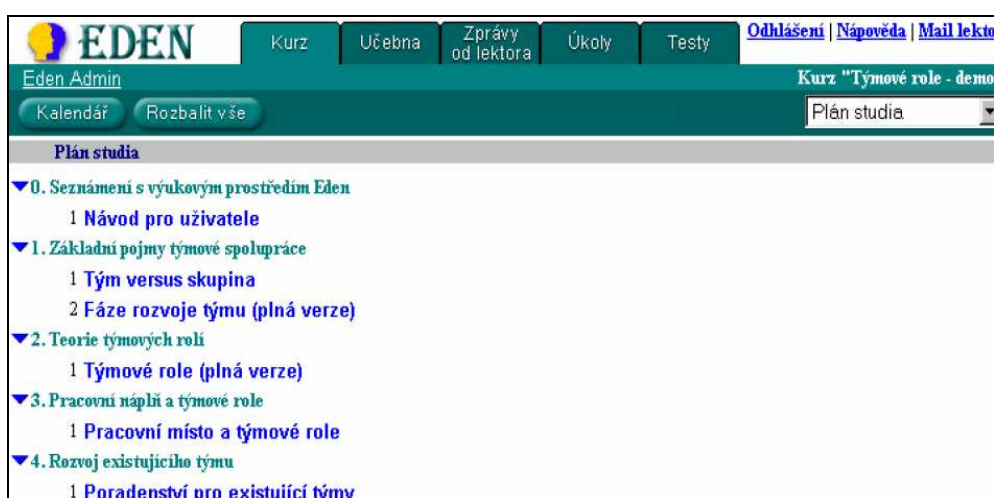 EDEN
Kurz
Učebna
Zprávy
od lektora
Úkoly
Testy
Odhlášení | Nápověda | Mail lekto
Eden Admin
Kurz "Týmové role - demo
Kalendář
Rozbalit vše
Plán studia
Plán studia
0. Seznámení s výukovým prostředím Eden
1 Návod pro uživatele
1. Základní pojmy týmové spolupráce
1 Tým versus skupina
2 Fáze rozvoje týmu (plná verze)
2. Teorie týmových rolí
1 Týmové role (plná verze)
3. Pracovní náplň a týmové role
1 Pracovní místo a týmové role
4. Rozvoj existujícího týmu
1 Poradenství pro existující týmy